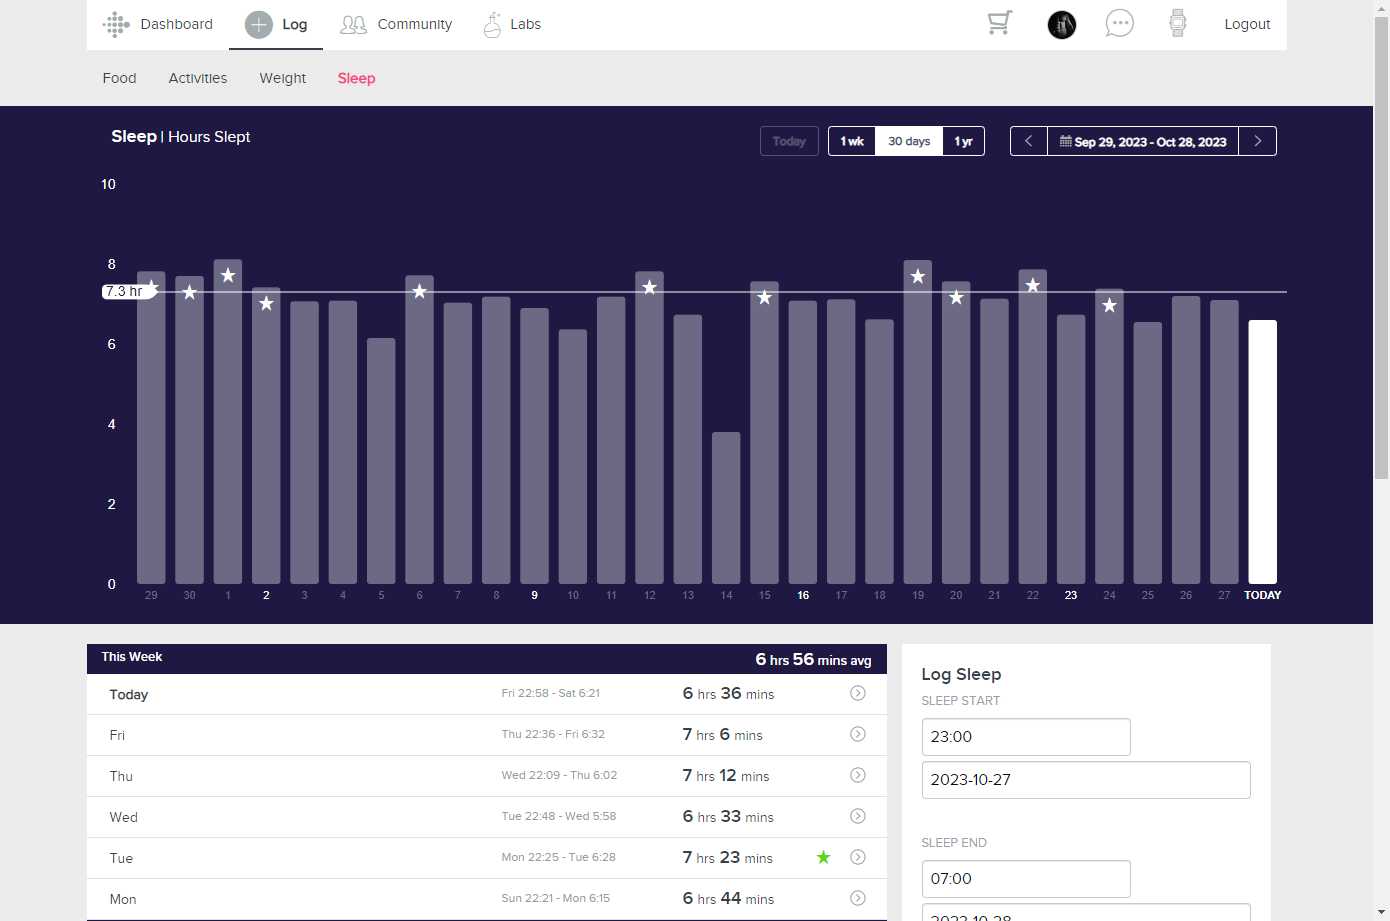 Dashboard Log Community Labs Logout
Food Activities Weight Sleep
Sleep | Hours Slept
Today 1 wk 30 days 1 yr Sep 29, 2023 - Oct 28, 2023
10
8
7.3 hr
6
4
2
0
29 30 1 2 3 4 5 6 7 8 9 10 11 12 13 14 15 16 17 18 19 20 21 22 23 24 25 26 27 TODAY
This Week 6 hrs 56 mins avg
Today Fri 22:58 - Sat 6:21 6 hrs 36 mins
Fri Thu 22:36 - Fri 6:32 7 hrs 6 mins
Thu Wed 22:09 - Thu 6:02 7 hrs 12 mins
Wed Tue 22:48 - Wed 5:58 6 hrs 33 mins
Tue Mon 22:25 - Tue 6:28 7 hrs 23 mins
Mon Sun 22:21 - Mon 6:15 6 hrs 44 mins
Log Sleep
SLEEP START
23:00
2023-10-27
SLEEP END
07:00
2023-10-28